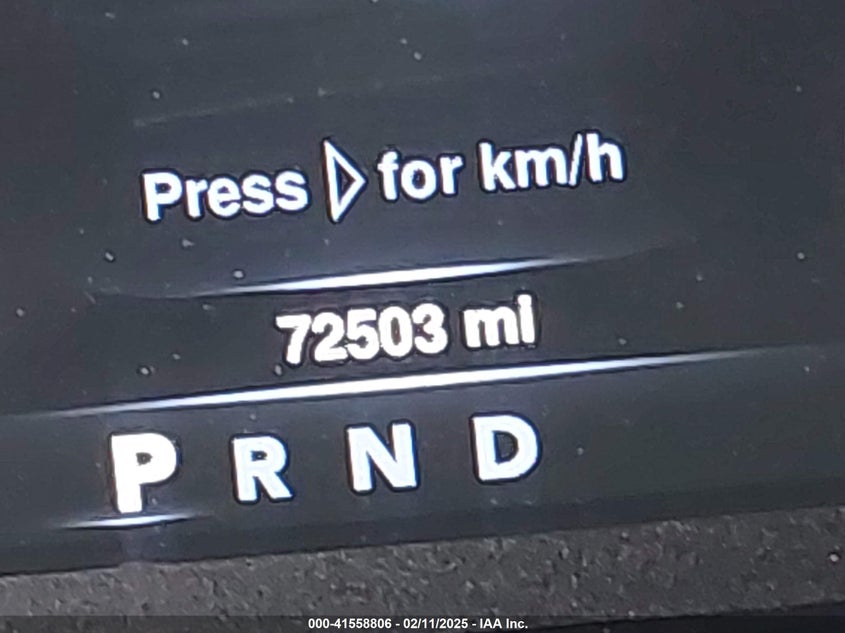 Press ▷ for km/h
72503 mi
P R N D
000-41558806 - 02/11/2025 - IAA Inc.